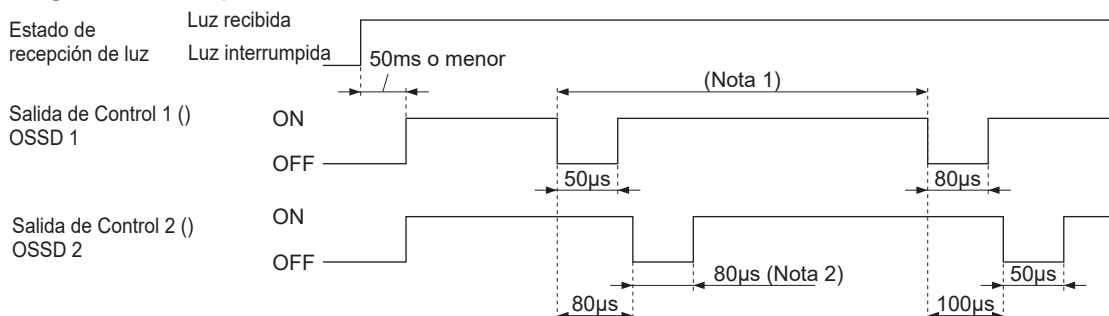 Luz recibida
Estado de
recepción de luz
Luz interrumpida
50ms o menor
(Nota 1)
Salida de Control 1 ()
OSSD 1
ON
OFF
50µs
80µs
Salida de Control 2 ()
OSSD 2
ON
OFF
80µs (Nota 2)
50µs
80µs
100µs